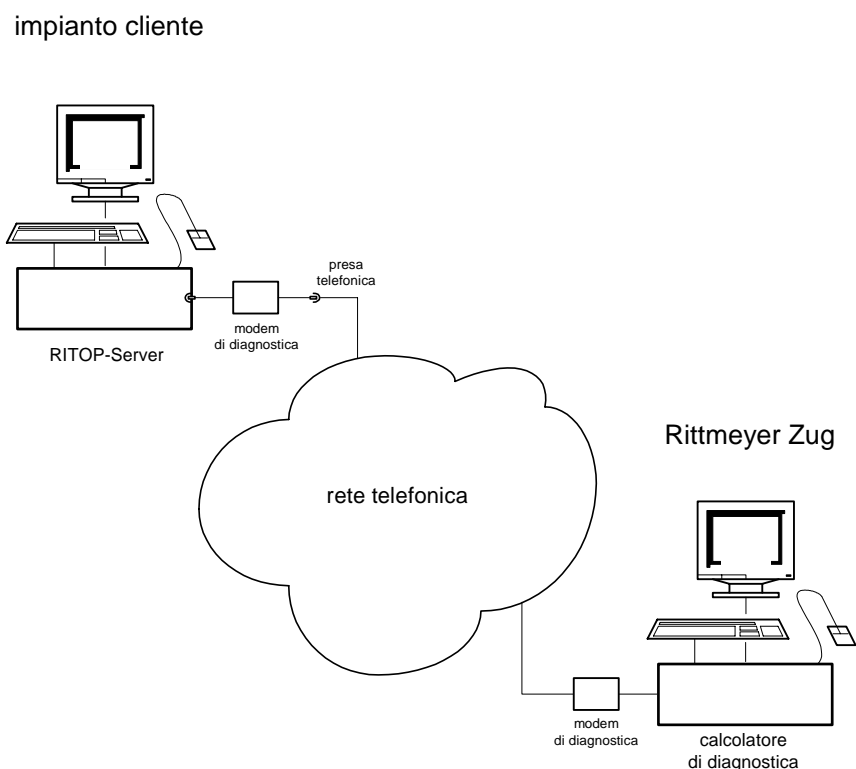 impianto cliente
presa
telefonica
modem
di diagnostica
RITOP-Server
Rittmeyer Zug
rete telefonica
modem
di diagnostica
calcolatore
di diagnostica